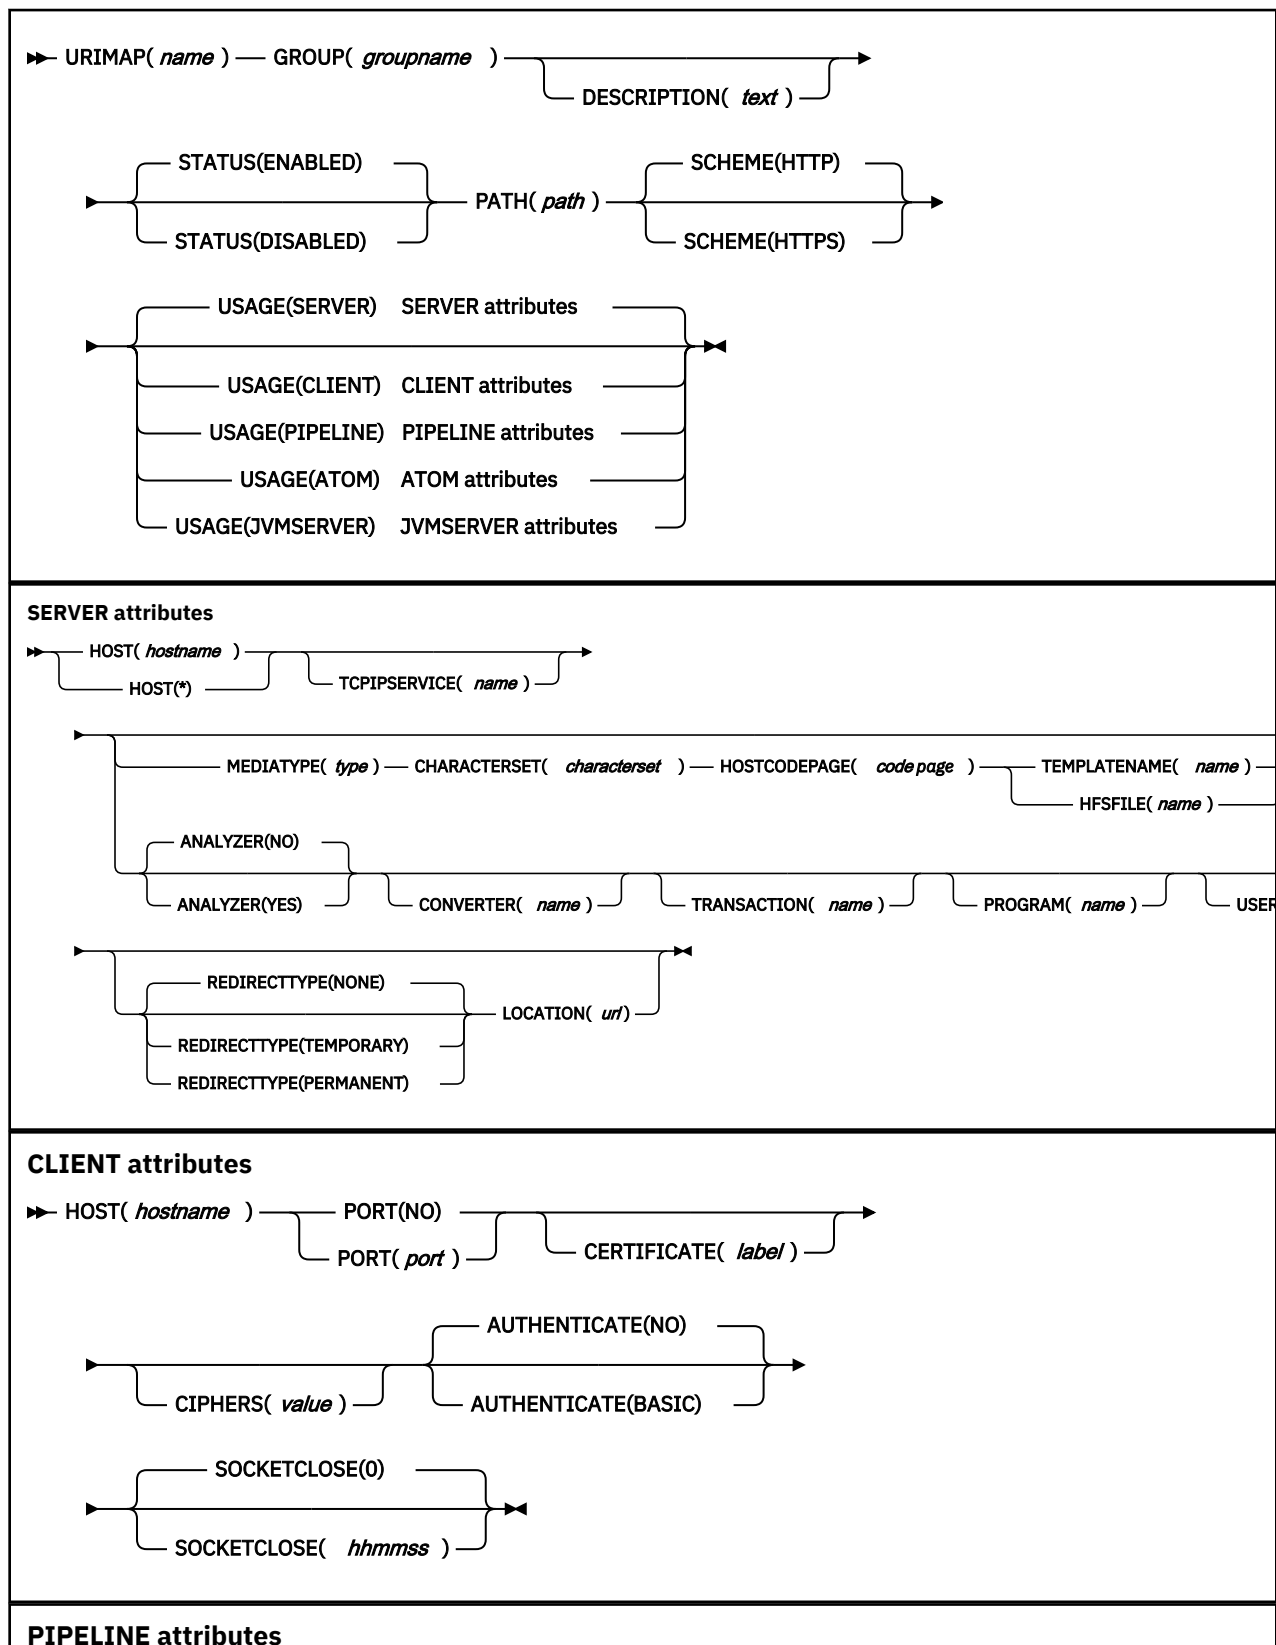 URIMAP( name ) GROUP( groupname )
DESCRIPTION( text )
STATUS(ENABLED) SCHEME(HTTP)
PATH( path )
STATUS(DISABLED) SCHEME(HTTPS)
USAGE(SERVER) SERVER attributes
USAGE(CLIENT) CLIENT attributes
USAGE(PIPELINE) PIPELINE attributes
USAGE(ATOM) ATOM attributes
USAGE(JVMSERVER) JVMSERVER attributes
SERVER attributes
HOST( hostname )
HOST(*) TCPIPSERVICE( name )
MEDIATYPE( type ) CHARACTERSET( characterset ) HOSTCODEPAGE( codepage ) TEMPLATENAME( name )
HFSFILE( name )
ANALYZER(NO)
ANALYZER(YES) CONVERTER( name ) TRANSACTION( name ) PROGRAM( name ) USER
REDIRECTTYPE(NONE)
LOCATION( url )
REDIRECTTYPE(TEMPORARY)
REDIRECTTYPE(PERMANENT)
CLIENT attributes
HOST( hostname ) PORT(NO)
PORT( port ) CERTIFICATE( label )
AUTHENTICATE(NO)
CIPHERS( value ) AUTHENTICATE(BASIC)
SOCKETCLOSE(0)
SOCKETCLOSE( hhmmss )
PIPELINE attributes